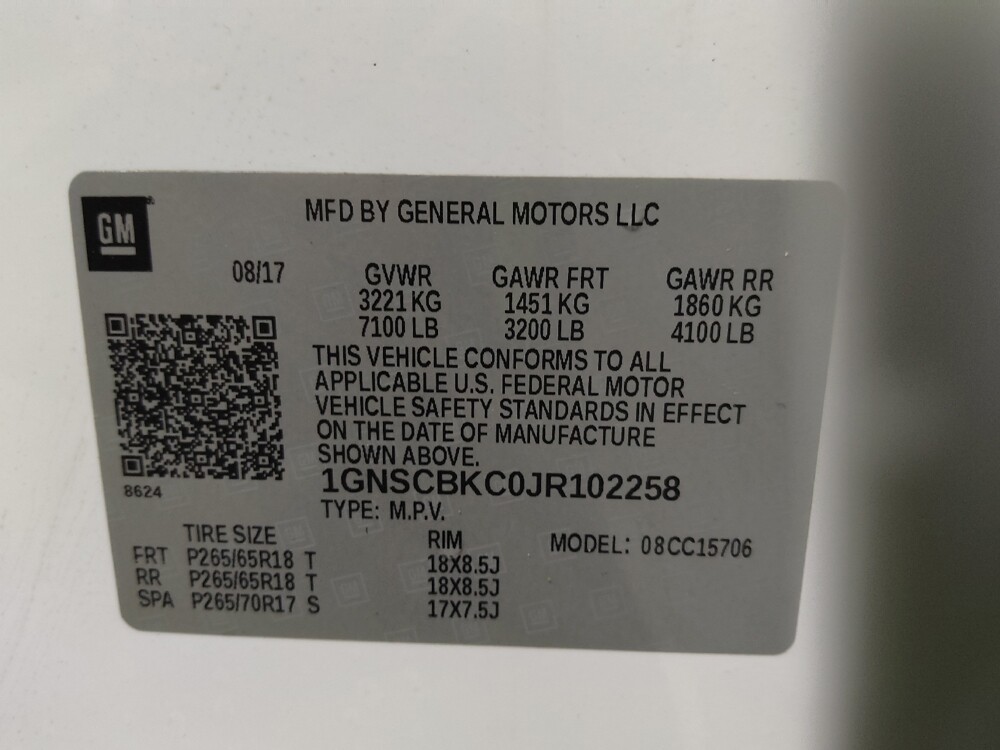 GM
MFD BY GENERAL MOTORS LLC
08/17 GVWR GAWR FRT GAWR RR
3221 KG 1451 KG 1860 KG
7100 LB 3200 LB 4100 LB
THIS VEHICLE CONFORMS TO ALL
APPLICABLE U.S. FEDERAL MOTOR
VEHICLE SAFETY STANDARDS IN EFFECT
ON THE DATE OF MANUFACTURE
SHOWN ABOVE.
1GNSCBKC0JR102258
8624
TYPE: M.P.V.
TIRE SIZE RIM MODEL: 08CC15706
FRT P265/65R18 T 18X8.5J
RR P265/65R18 T 18X8.5J
SPA P265/70R17 S 17X7.5J